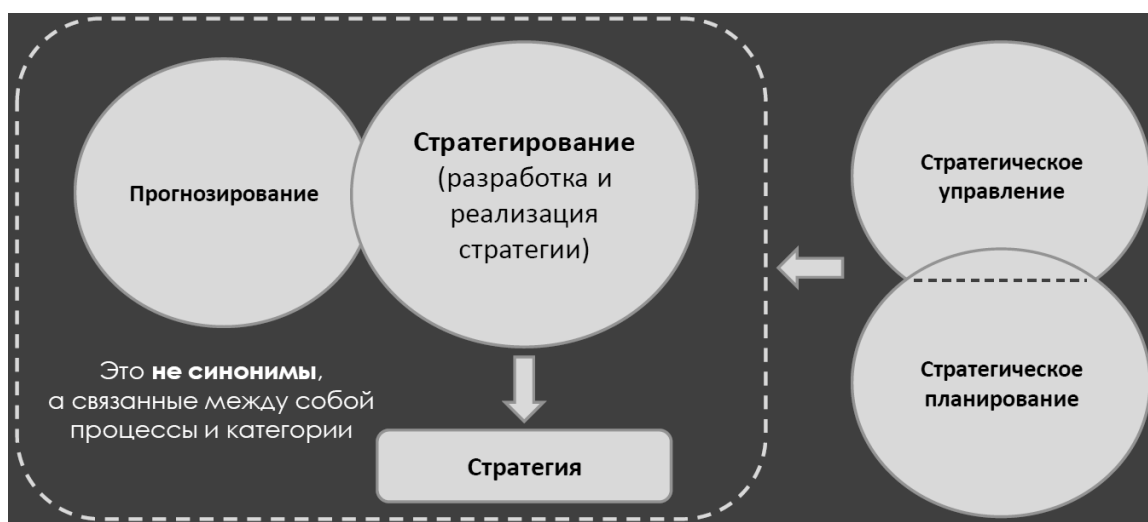 Прогнозирование
Стратегирование
(разработка и
реализация
стратегии)
Это не синонимы,
а связанные между собой
процессы и категории
Стратегия
Стратегическое
управление
Стратегическое
планирование